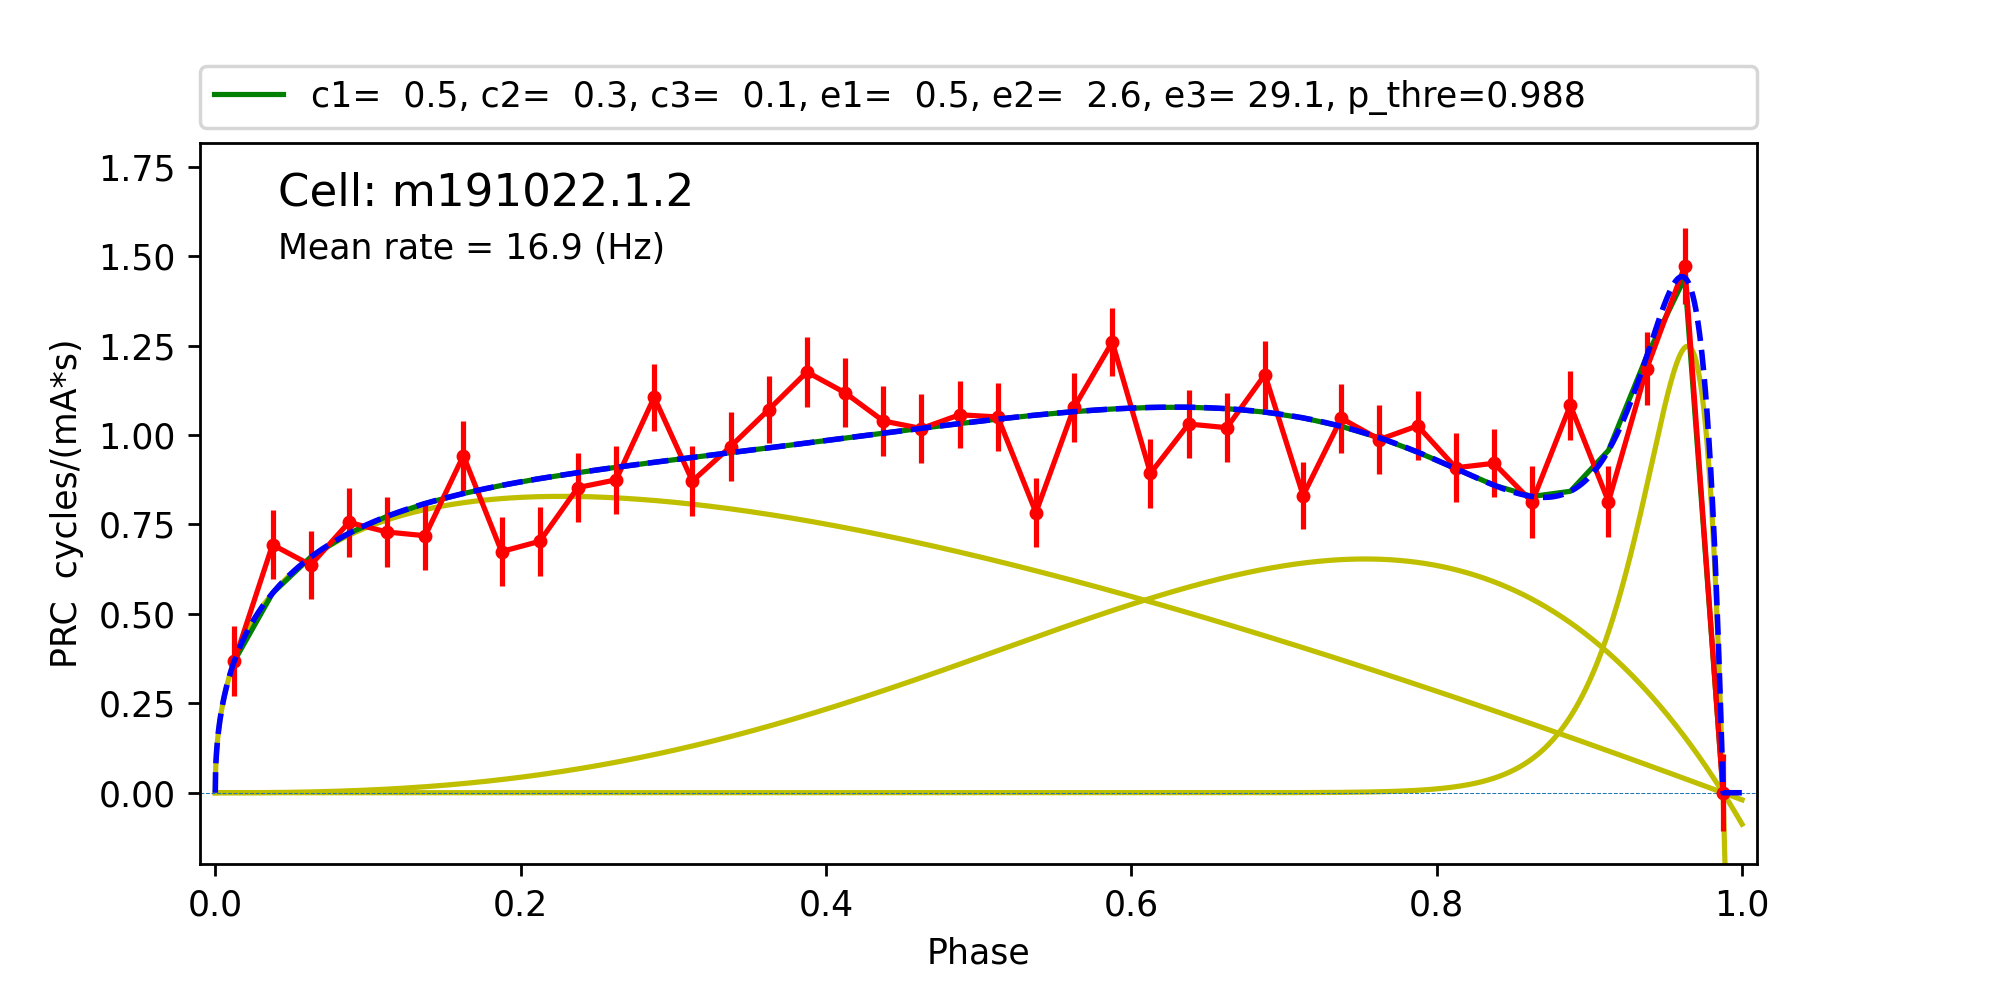 c1=  0.5, c2=  0.3, c3=  0.1, e1=  0.5, e2=  2.6, e3= 29.1, p_thre=0.988
Cell: m191022.1.2
Mean rate = 16.9 (Hz)
1.75
1.50
1.25
1.00
0.75
0.50
0.25
0.00
PRC  cycles/(mA*s)
0.0 0.2 0.4 0.6 0.8 1.0
Phase